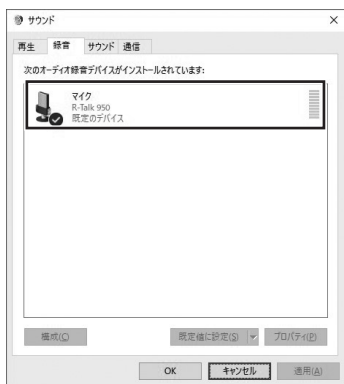 サウンド
再生 録音 サウンド 通信
次のオーディオ録音デバイスがインストールされています:
マイク
R-Talk 950
既定のデバイス
構成(C) 既定値に設定(S) プロパティ(P)
OK キャンセル 適用(A)